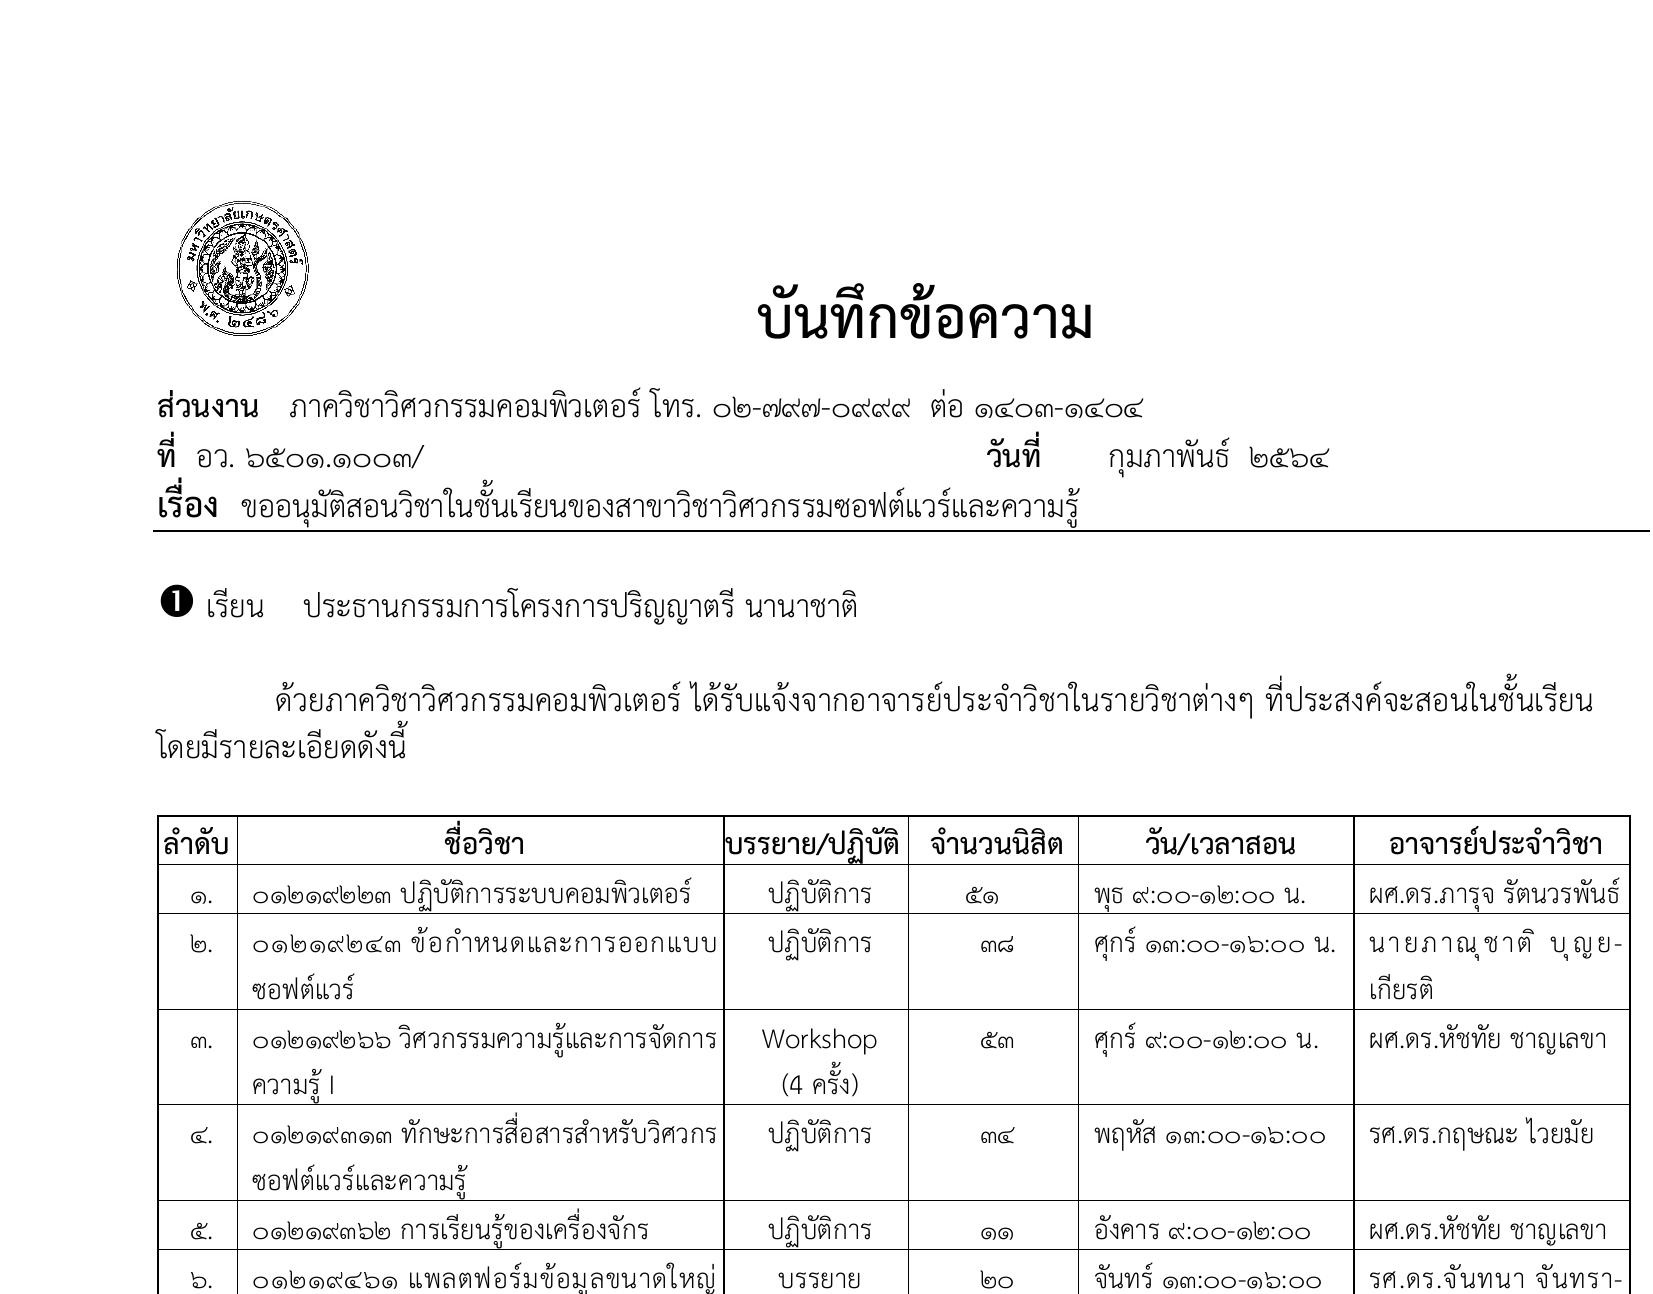 มหาวิทยาลัยเกษตรศาสตร์
พ.ศ. ๒๔๘๖
บันทึกข้อความ
ส่วนงาน ภาควิชาวิศวกรรมคอมพิวเตอร์ โทร. ๐๒-๗๙๗-๐๙๙๙ ต่อ ๑๔๐๓-๑๔๐๔
ที่ อว. ๖๕๐๑.๑๐๐๓/ วันที่ กุมภาพันธ์ ๒๕๖๔
เรื่อง ขออนุมัติสอนวิชาในชั้นเรียนของสาขาวิชาวิศวกรรมซอฟต์แวร์และความรู้
❶ เรียน ประธานกรรมการโครงการปริญญาตรี นานาชาติ
ด้วยภาควิชาวิศวกรรมคอมพิวเตอร์ ได้รับแจ้งจากอาจารย์ประจำวิชาในรายวิชาต่างๆ ที่ประสงค์จะสอนในชั้นเรียน
โดยมีรายละเอียดดังนี้
ลำดับ ชื่อวิชา บรรยาย/ปฏิบัติ จำนวนนิสิต วัน/เวลาสอน อาจารย์ประจำวิชา
๑. ๐๑๒๑๙๒๒๓ ปฏิบัติการระบบคอมพิวเตอร์ ปฏิบัติการ ๕๑ พุธ ๙:๐๐-๑๒:๐๐ น. ผศ.ดร.ภารุจ รัตนวรพันธ์
๒. ๐๑๒๑๙๒๔๓ ข้อกำหนดและการออกแบบ ปฏิบัติการ ๓๘ ศุกร์ ๑๓:๐๐-๑๖:๐๐ น. นายภาณุชาติ บุญย-
ซอฟต์แวร์ เกียรติ
๓. ๐๑๒๑๙๒๖๖ วิศวกรรมความรู้และการจัดการ Workshop ๕๓ ศุกร์ ๙:๐๐-๑๒:๐๐ น. ผศ.ดร.หัชทัย ชาญเลขา
ความรู้ I (4 ครั้ง)
๔. ๐๑๒๑๙๓๑๓ ทักษะการสื่อสารสำหรับวิศวกร ปฏิบัติการ ๓๔ พฤหัส ๑๓:๐๐-๑๖:๐๐ รศ.ดร.กฤษณะ ไวยมัย
ซอฟต์แวร์และความรู้
๕. ๐๑๒๑๙๓๖๒ การเรียนรู้ของเครื่องจักร ปฏิบัติการ ๑๑ อังคาร ๙:๐๐-๑๒:๐๐ ผศ.ดร.หัชทัย ชาญเลขา
๖. ๐๑๒๑๙๔๖๑ แพลตฟอร์มข้อมูลขนาดใหญ่ บรรยาย ๒๐ จันทร์ ๑๓:๐๐-๑๖:๐๐ รศ.ดร.จันทนา จันทรา-